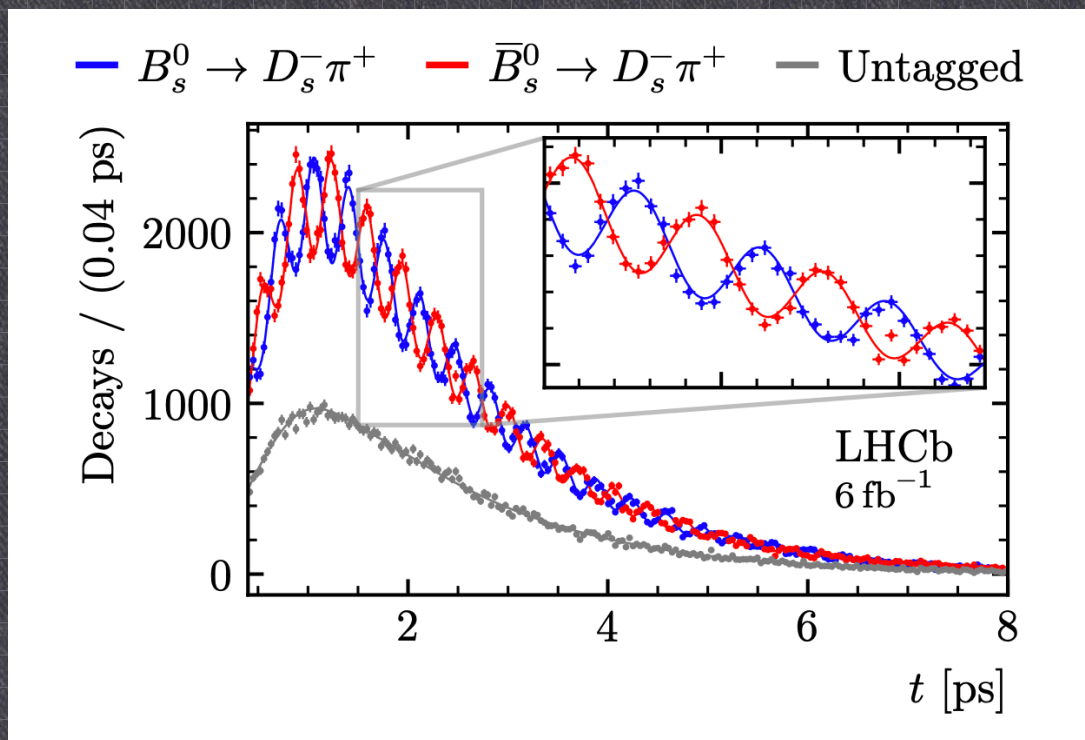 B⁰ₛ → D⁻ₛπ⁺ B̅⁰ₛ → D⁻ₛπ⁺ Untagged
Decays / (0.04 ps)
2000
1000
0
LHCb
6 fb⁻¹
2 4 6 8
t [ps]